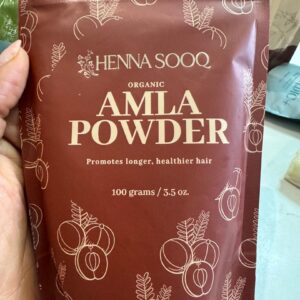 HENNA SOOQ
ORGANIC
AMLA
POWDER
Promotes longer, healthier hair
100 grams / 3.5 oz.